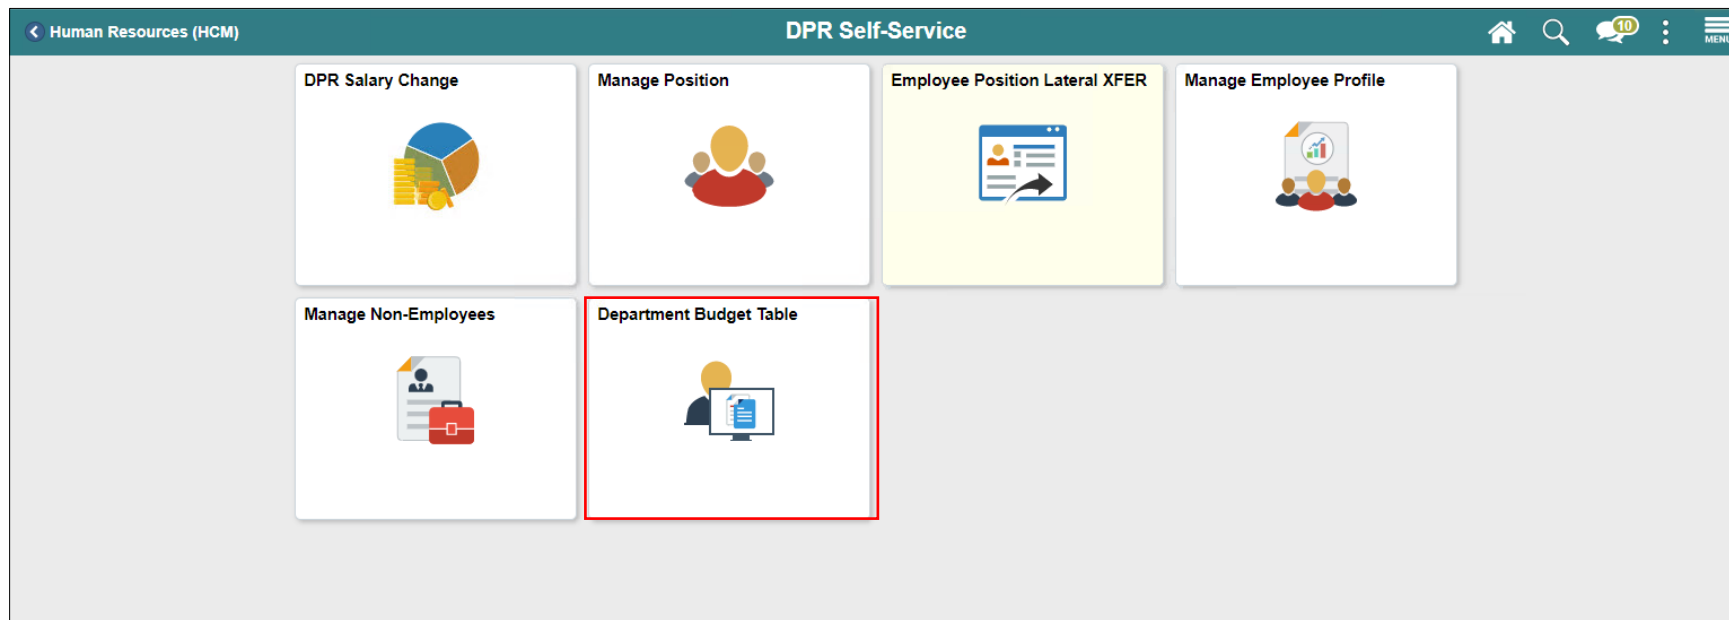 Human Resources (HCM)
DPR Self-Service
10
MENU
DPR Salary Change
Manage Position
Employee Position Lateral XFER
Manage Employee Profile
Manage Non-Employees
Department Budget Table